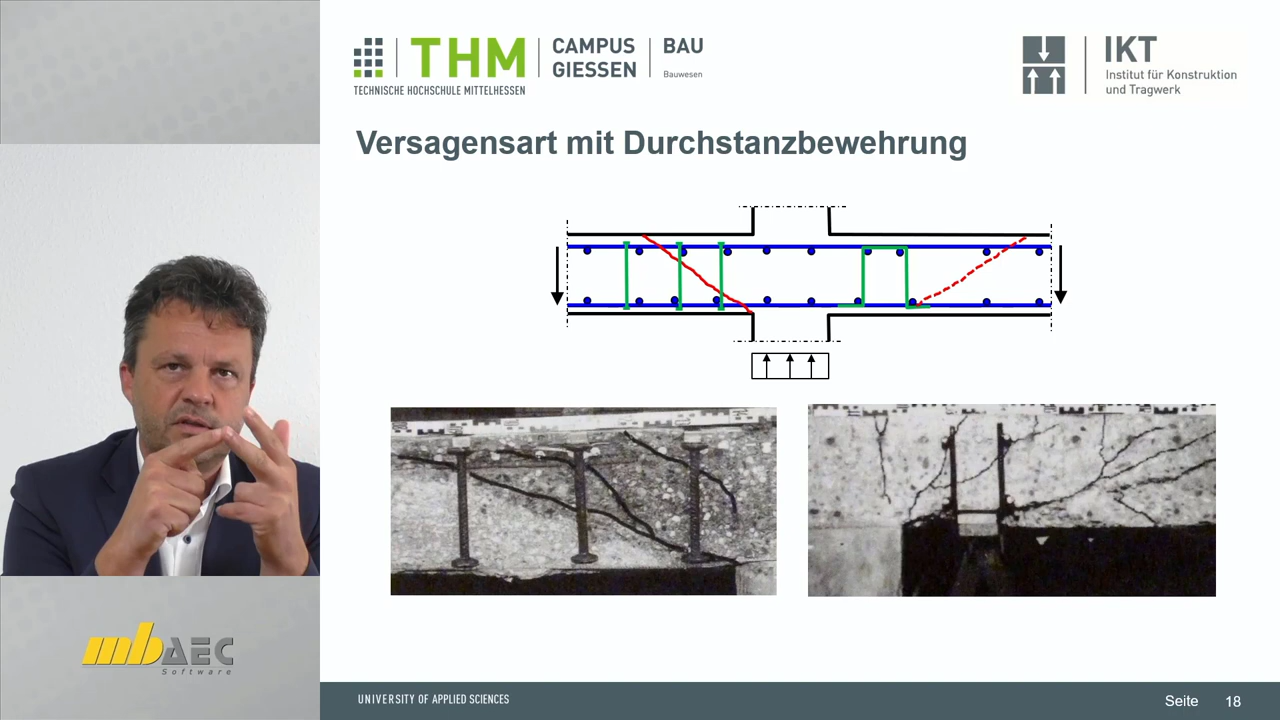 THM
CAMPUS
GIESSEN
BAU
Bauwesen
TECHNISCHE HOCHSCHULE MITTELHESSEN
IKT
Institut für Konstruktion
und Tragwerk
Versagensart mit Durchstanzbewehrung
mbAEC
Software
UNIVERSITY OF APPLIED SCIENCES
Seite 18